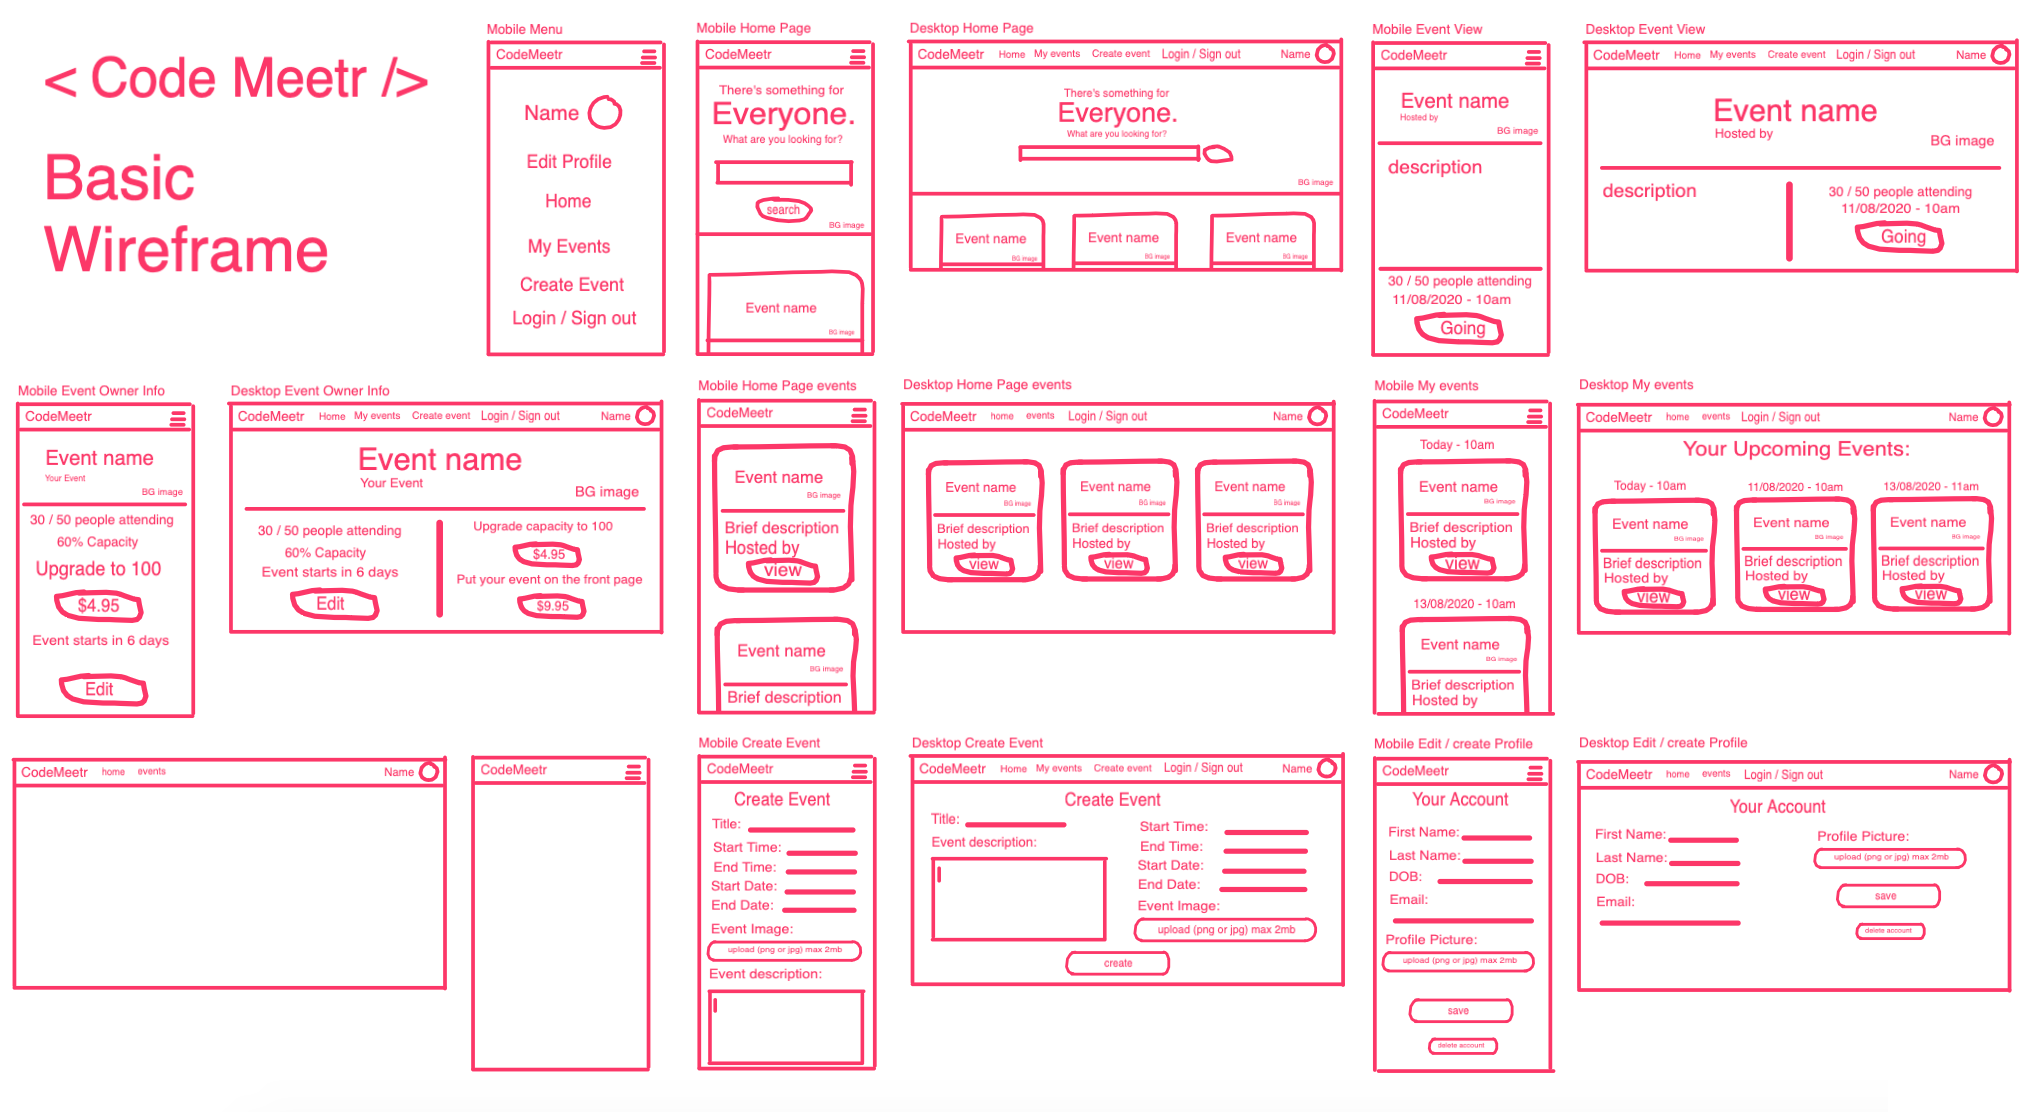 < Code Meetr />
Basic
Wireframe
Mobile Menu
CodeMeetr
Name
Edit Profile
Home
My Events
Create Event
Login / Sign out
Mobile Home Page
CodeMeetr
There's something for
Everyone.
What are you looking for?
search
BG image
Event name
BG image
Desktop Home Page
CodeMeetr Home My events Create event Login / Sign out Name
There's something for
Everyone.
What are you looking for?
BG image
Event name Event name Event name
BG image BG image BG image
Mobile Event View
CodeMeetr
Event name
Hosted by
BG image
description
30 / 50 people attending
11/08/2020 - 10am
Going
Desktop Event View
CodeMeetr Home My events Create event Login / Sign out Name
Event name
Hosted by
BG image
description
30 / 50 people attending
11/08/2020 - 10am
Going
Mobile Event Owner Info
CodeMeetr
Event name
Your Event
BG image
30 / 50 people attending
60% Capacity
Upgrade to 100
$4.95
Event starts in 6 days
Edit
Desktop Event Owner Info
CodeMeetr Home My events Create event Login / Sign out Name
Event name
Your Event
BG image
30 / 50 people attending
60% Capacity
Event starts in 6 days
Edit
Upgrade capacity to 100
$4.95
Put your event on the front page
$9.95
Mobile Home Page events
CodeMeetr
Event name
BG image
Brief description
Hosted by
view
Event name
BG image
Brief description
Desktop Home Page events
CodeMeetr home events Login / Sign out Name
Event name Event name Event name
BG image BG image BG image
Brief description Brief description Brief description
Hosted by Hosted by Hosted by
view view view
Mobile My events
CodeMeetr
Today - 10am
Event name
BG image
Brief description
Hosted by
view
13/08/2020 - 10am
Event name
BG image
Brief description
Hosted by
Desktop My events
CodeMeetr home events Login / Sign out Name
Your Upcoming Events:
Today - 10am 11/08/2020 - 10am 13/08/2020 - 11am
Event name Event name Event name
BG image BG image BG image
Brief description Brief description Brief description
Hosted by Hosted by Hosted by
view view view
CodeMeetr home events Name
CodeMeetr
Mobile Create Event
CodeMeetr
Create Event
Title:
Start Time:
End Time:
Start Date:
End Date:
Event Image:
upload (png or jpg) max 2mb
Event description:
Desktop Create Event
CodeMeetr Home My events Create event Login / Sign out Name
Create Event
Title:
Event description:
Start Time:
End Time:
Start Date:
End Date:
Event Image:
upload (png or jpg) max 2mb
create
Mobile Edit / create Profile
CodeMeetr
Your Account
First Name:
Last Name:
DOB:
Email:
Profile Picture:
upload (png or jpg) max 2mb
save
delete account
Desktop Edit / create Profile
CodeMeetr home events Login / Sign out Name
Your Account
First Name:
Last Name:
DOB:
Email:
Profile Picture:
upload (png or jpg) max 2mb
save
delete account